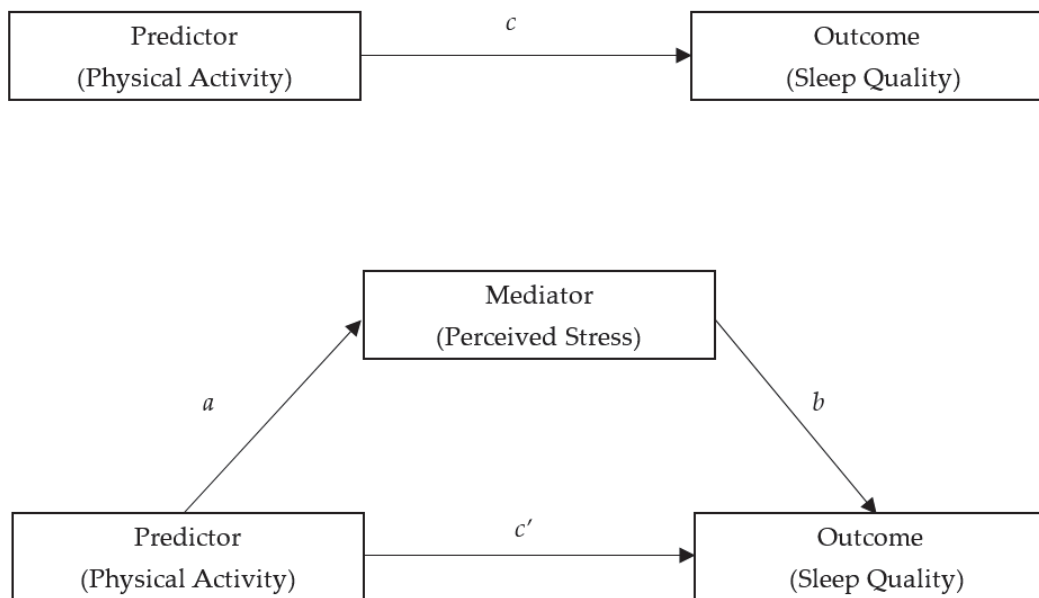 Predictor
(Physical Activity)
c
Outcome
(Sleep Quality)
Mediator
(Perceived Stress)
a
b
Predictor
(Physical Activity)
c′
Outcome
(Sleep Quality)